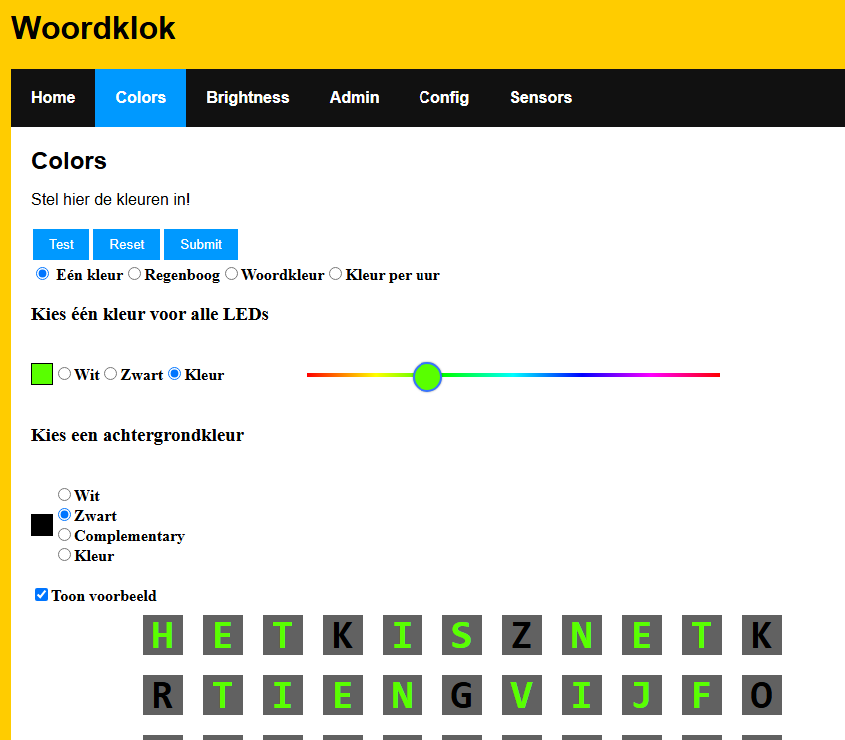 Woordklok
Home Colors Brightness Admin Config Sensors
Colors
Stel hier de kleuren in!
Test Reset Submit
Eén kleur Regenboog Woordkleur Kleur per uur
Kies één kleur voor alle LEDs
Wit Zwart Kleur
Kies een achtergrondkleur
Wit
Zwart
Complementary
Kleur
Toon voorbeeld
H E T K I S Z N E T K
R T I E N G V I J F O